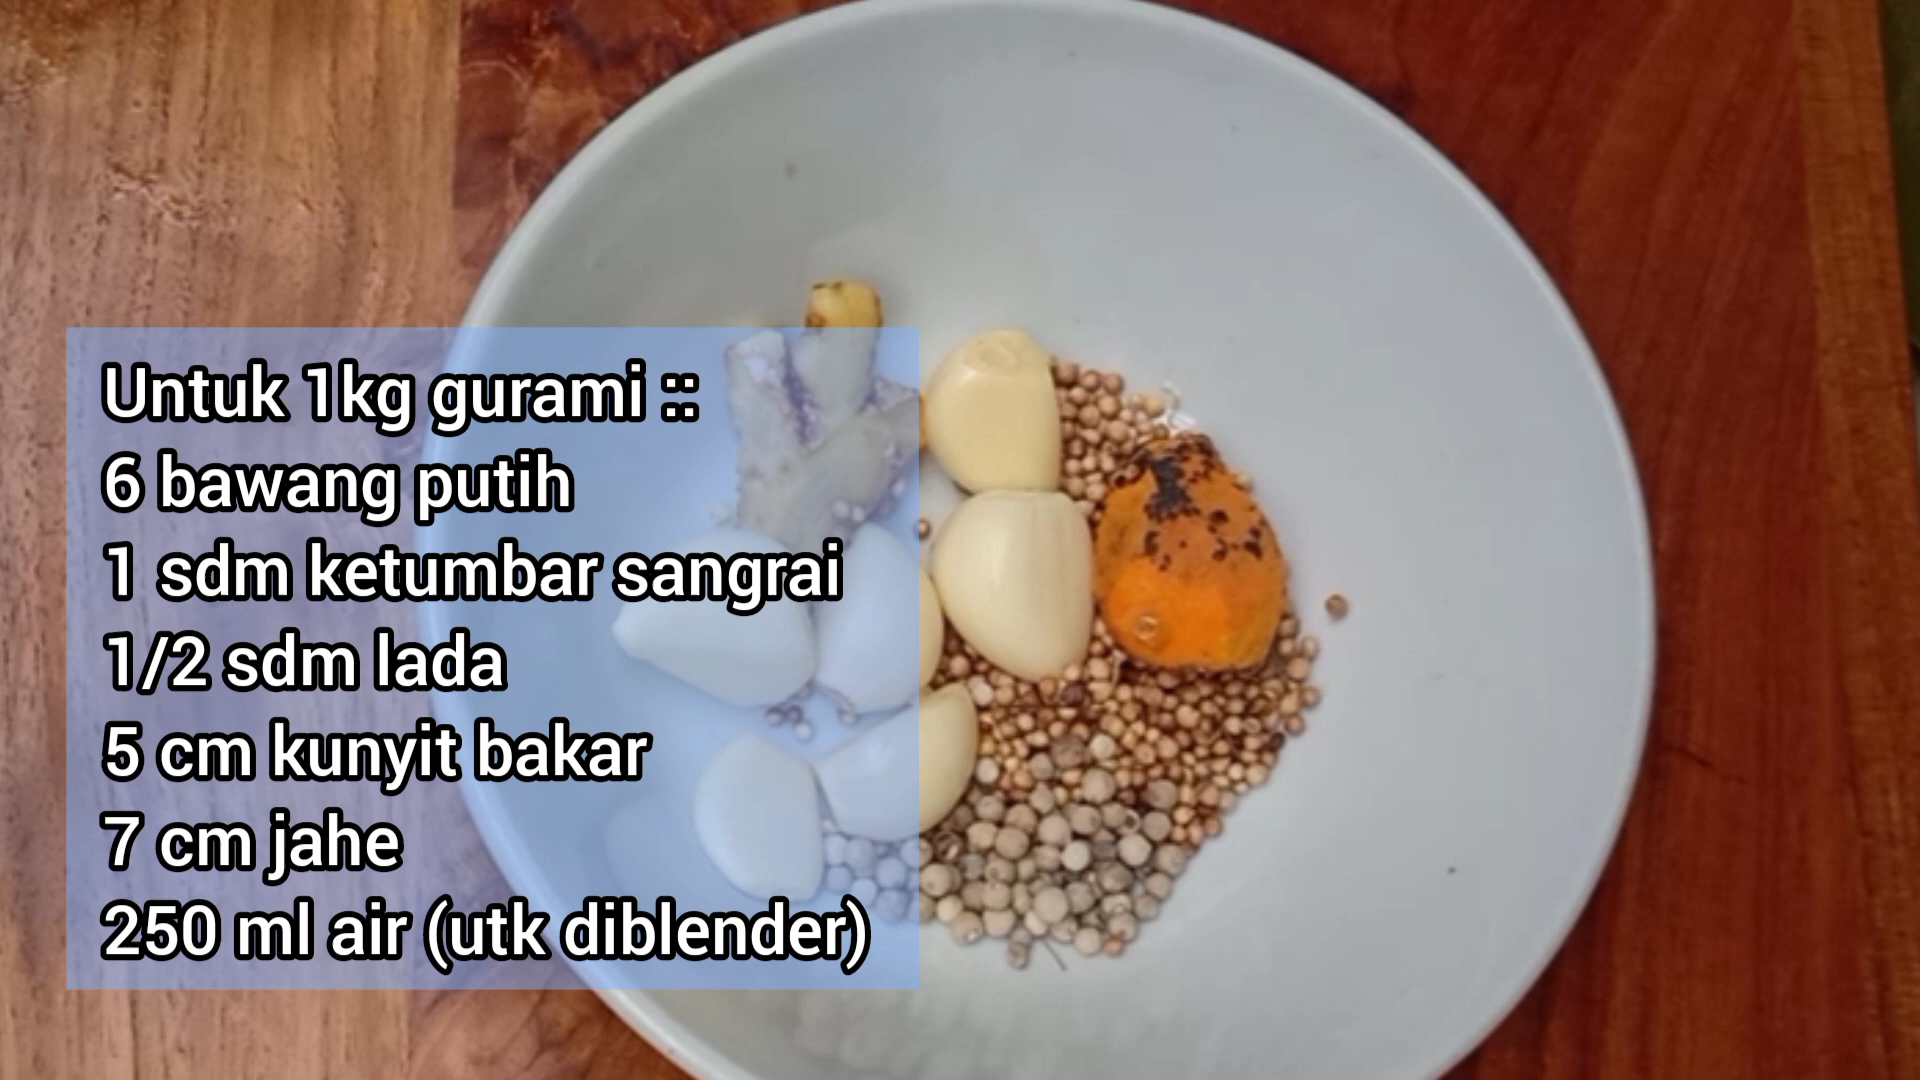 Untuk 1kg gurami ::
6 bawang putih
1 sdm ketumbar sangrai
1/2 sdm lada
5 cm kunyit bakar
7 cm jahe
250 ml air (utk diblender)